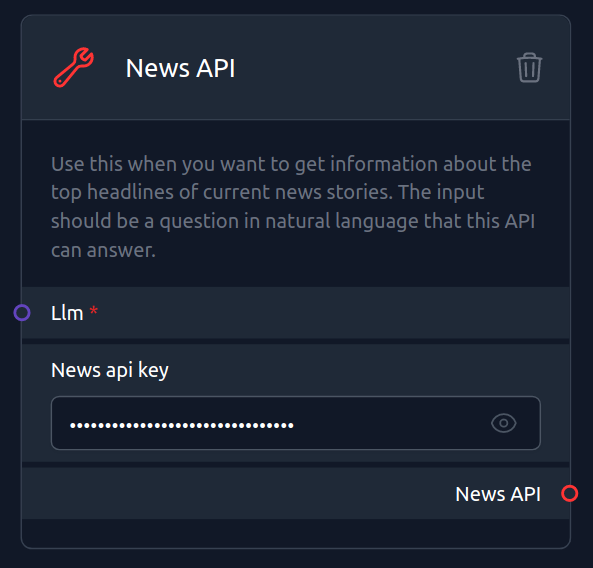 News API
Use this when you want to get information about the
top headlines of current news stories. The input
should be a question in natural language that this API
can answer.
Llm *
News api key
••••••••••••••••••••••••••••••••
News API